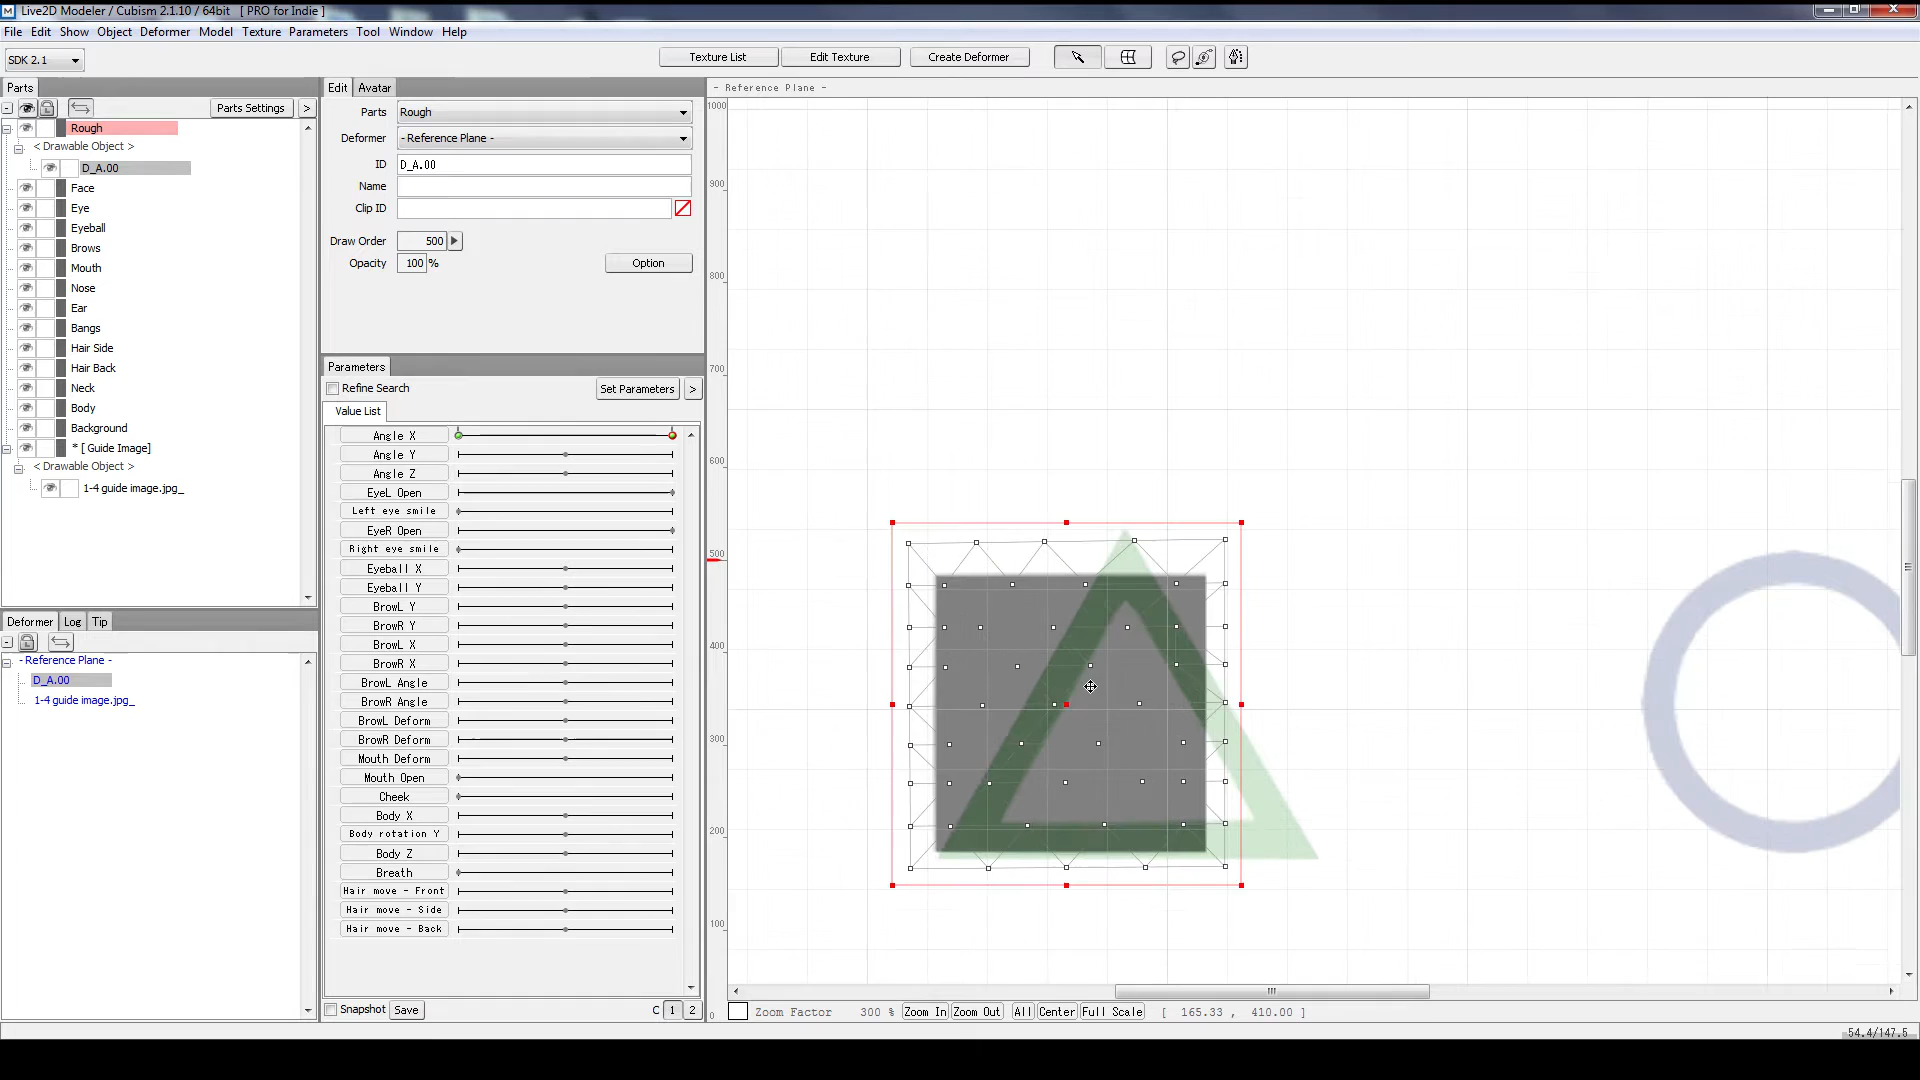 Live2D Modeler / Cubism 2.1.10 / 64bit [ PRO for Indie ]
File Edit Show Object Deformer Model Texture Parameters Tool Window Help
SDK 2.1
Texture List
Edit Texture
Create Deformer
Parts
Parts Settings
>
Rough
< Drawable Object >
D_A.00
Face
Eye
Eyeball
Brows
Mouth
Nose
Ear
Bangs
Hair Side
Hair Back
Neck
Body
Background
* [ Guide Image]
< Drawable Object >
1-4 guide image.jpg_
Deformer Log Tip
- Reference Plane -
D_A.00
1-4 guide image.jpg_
Edit Avatar
Parts Rough
Deformer - Reference Plane -
ID D_A.00
Name
Clip ID
Draw Order 500
Opacity 100 %
Option
Parameters
Refine Search
Set Parameters
>
Value List
Angle X
Angle Y
Angle Z
EyeL Open
Left eye smile
EyeR Open
Right eye smile
Eyeball X
Eyeball Y
BrowL Y
BrowR Y
BrowL X
BrowR X
BrowL Angle
BrowR Angle
BrowL Deform
BrowR Deform
Mouth Deform
Mouth Open
Cheek
Body X
Body rotation Y
Body Z
Breath
Hair move - Front
Hair move - Side
Hair move - Back
Snapshot Save C 1 2
- Reference Plane -
1000
900
800
700
600
500
400
300
200
100
0
Zoom Factor 300 % Zoom In Zoom Out All Center Full Scale [ 165.33 , 410.00 ]
54.4/147.5